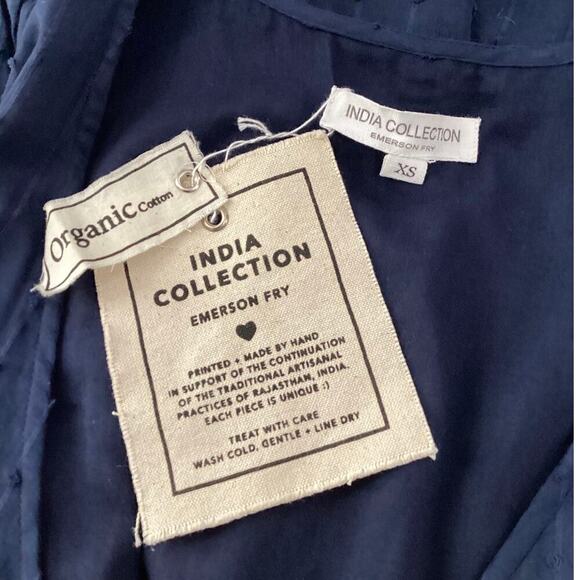 INDIA COLLECTION
EMERSON FRY
XS
Organic Cotton
INDIA
COLLECTION
EMERSON FRY
PRINTED + MADE BY HAND
IN SUPPORT OF THE CONTINUATION
OF THE TRADITIONAL ARTISANAL
PRACTICES OF RAJASTHAN, INDIA.
EACH PIECE IS UNIQUE :)
TREAT WITH CARE
WASH COLD, GENTLE + LINE DRY